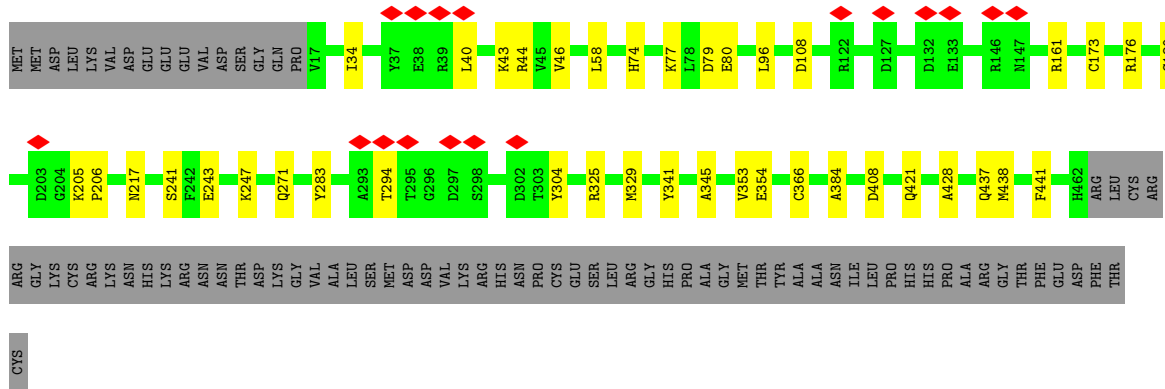 MET MET ASP LEU LYS VAL ASP GLU GLU GLU VAL ASP SER GLY GLN PRO V17 I34 Y37 E38 R39 L40 K43 R44 V45 V46 L58 H74 K77 L78 D79 E80 L96 D108 R122 D127 D132 E133 R146 N147 R161 C173 R176
D203 G204 K205 P206 N217 S241 F242 E243 K247 Q271 Y283 A293 T294 T295 G296 D297 S298 D302 T303 Y304 R325 M329 Y341 A345 V353 E354 C366 A384 D408 Q421 A428 Q437 M438 F441 H462 ARG LEU CYS ARG
ARG GLY LYS CYS ARG LYS ASN HIS LYS ARG ASN ASN THR ASP LYS GLY VAL ALA LEU SER MET ASP ASP VAL LYS ARG HIS ASN PRO CYS GLU SER LEU ARG GLY HIS PRO ALA GLY MET THR TYR ALA ALA ASN ILE LEU PRO HIS HIS PRO ALA ARG GLY THR PHE GLU ASP PHE THR
CYS